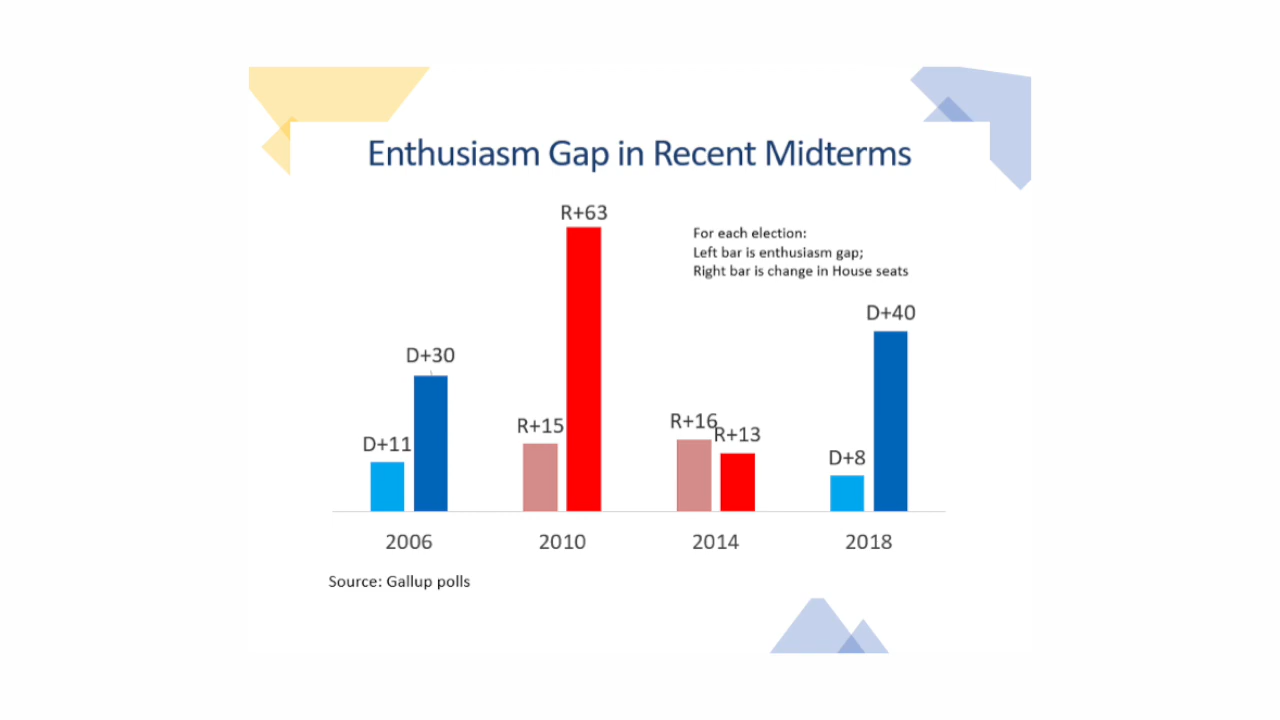 Enthusiasm Gap in Recent Midterms
R+63
For each election:
Left bar is enthusiasm gap;
Right bar is change in House seats
D+40
D+30
R+16
R+15
R+13
D+11
D+8
2006 2010 2014 2018
Source: Gallup polls